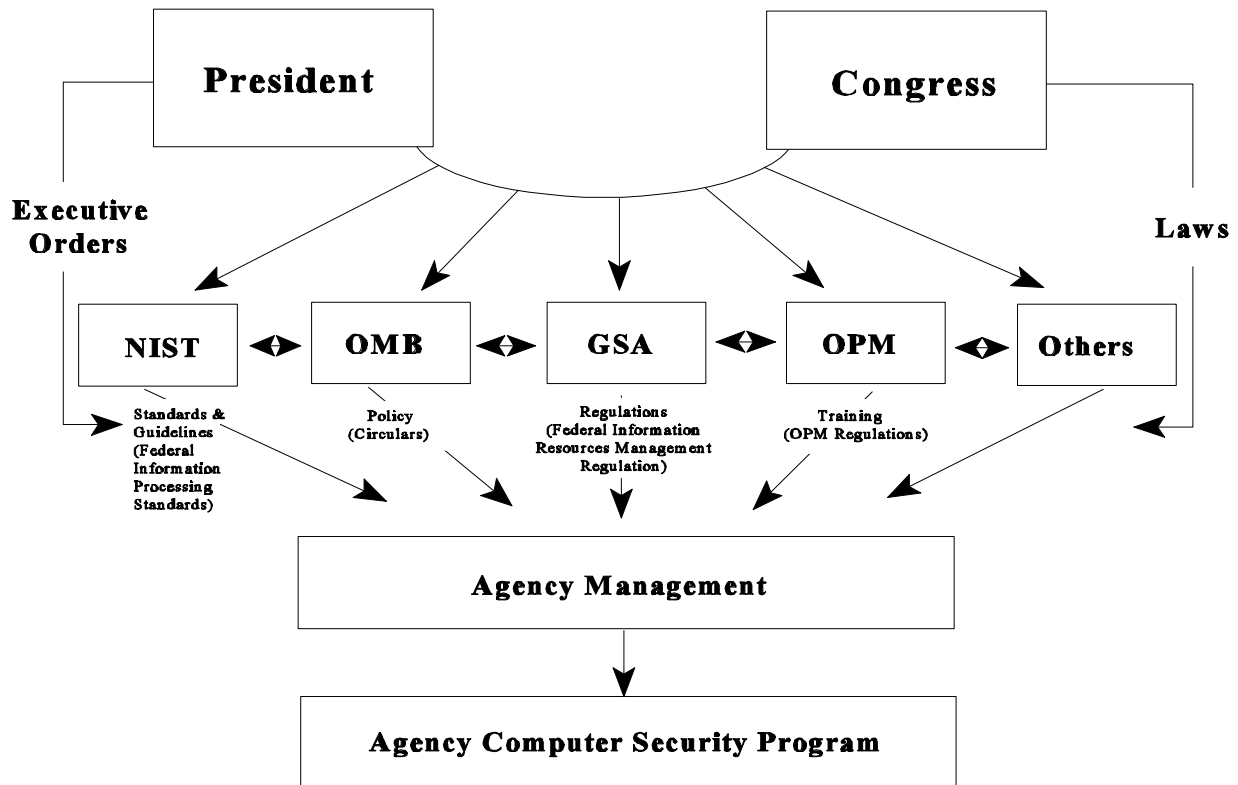 President
Congress
Executive
Orders
Laws
NIST
OMB
GSA
OPM
Others
Standards &
Guidelines
(Federal
Information
Processing
Standards)
Policy
(Circulars)
Regulations
(Federal Information
Resources Management
Regulation)
Training
(OPM Regulations)
Agency Management
Agency Computer Security Program